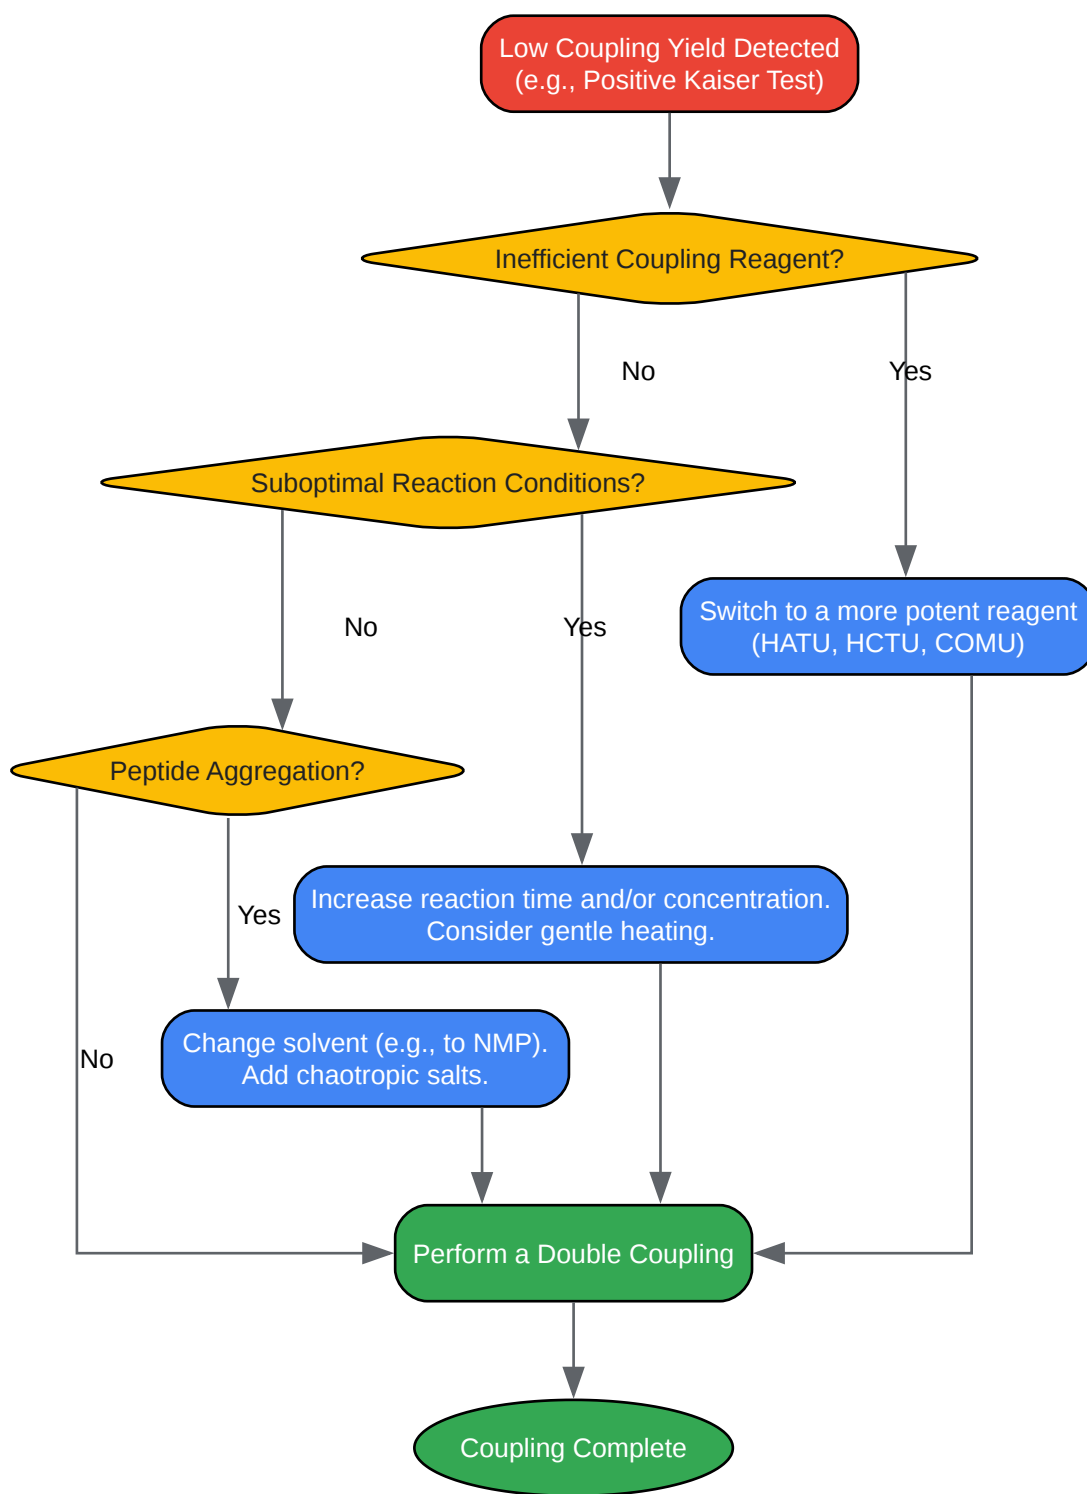 Low Coupling Yield Detected
(e.g., Positive Kaiser Test)
Inefficient Coupling Reagent?
No
Yes
Suboptimal Reaction Conditions?
Switch to a more potent reagent
(HATU, HCTU, COMU)
No
Yes
Peptide Aggregation?
Increase reaction time and/or concentration.
Consider gentle heating.
Yes
Change solvent (e.g., to NMP).
Add chaotropic salts.
No
Perform a Double Coupling
Coupling Complete